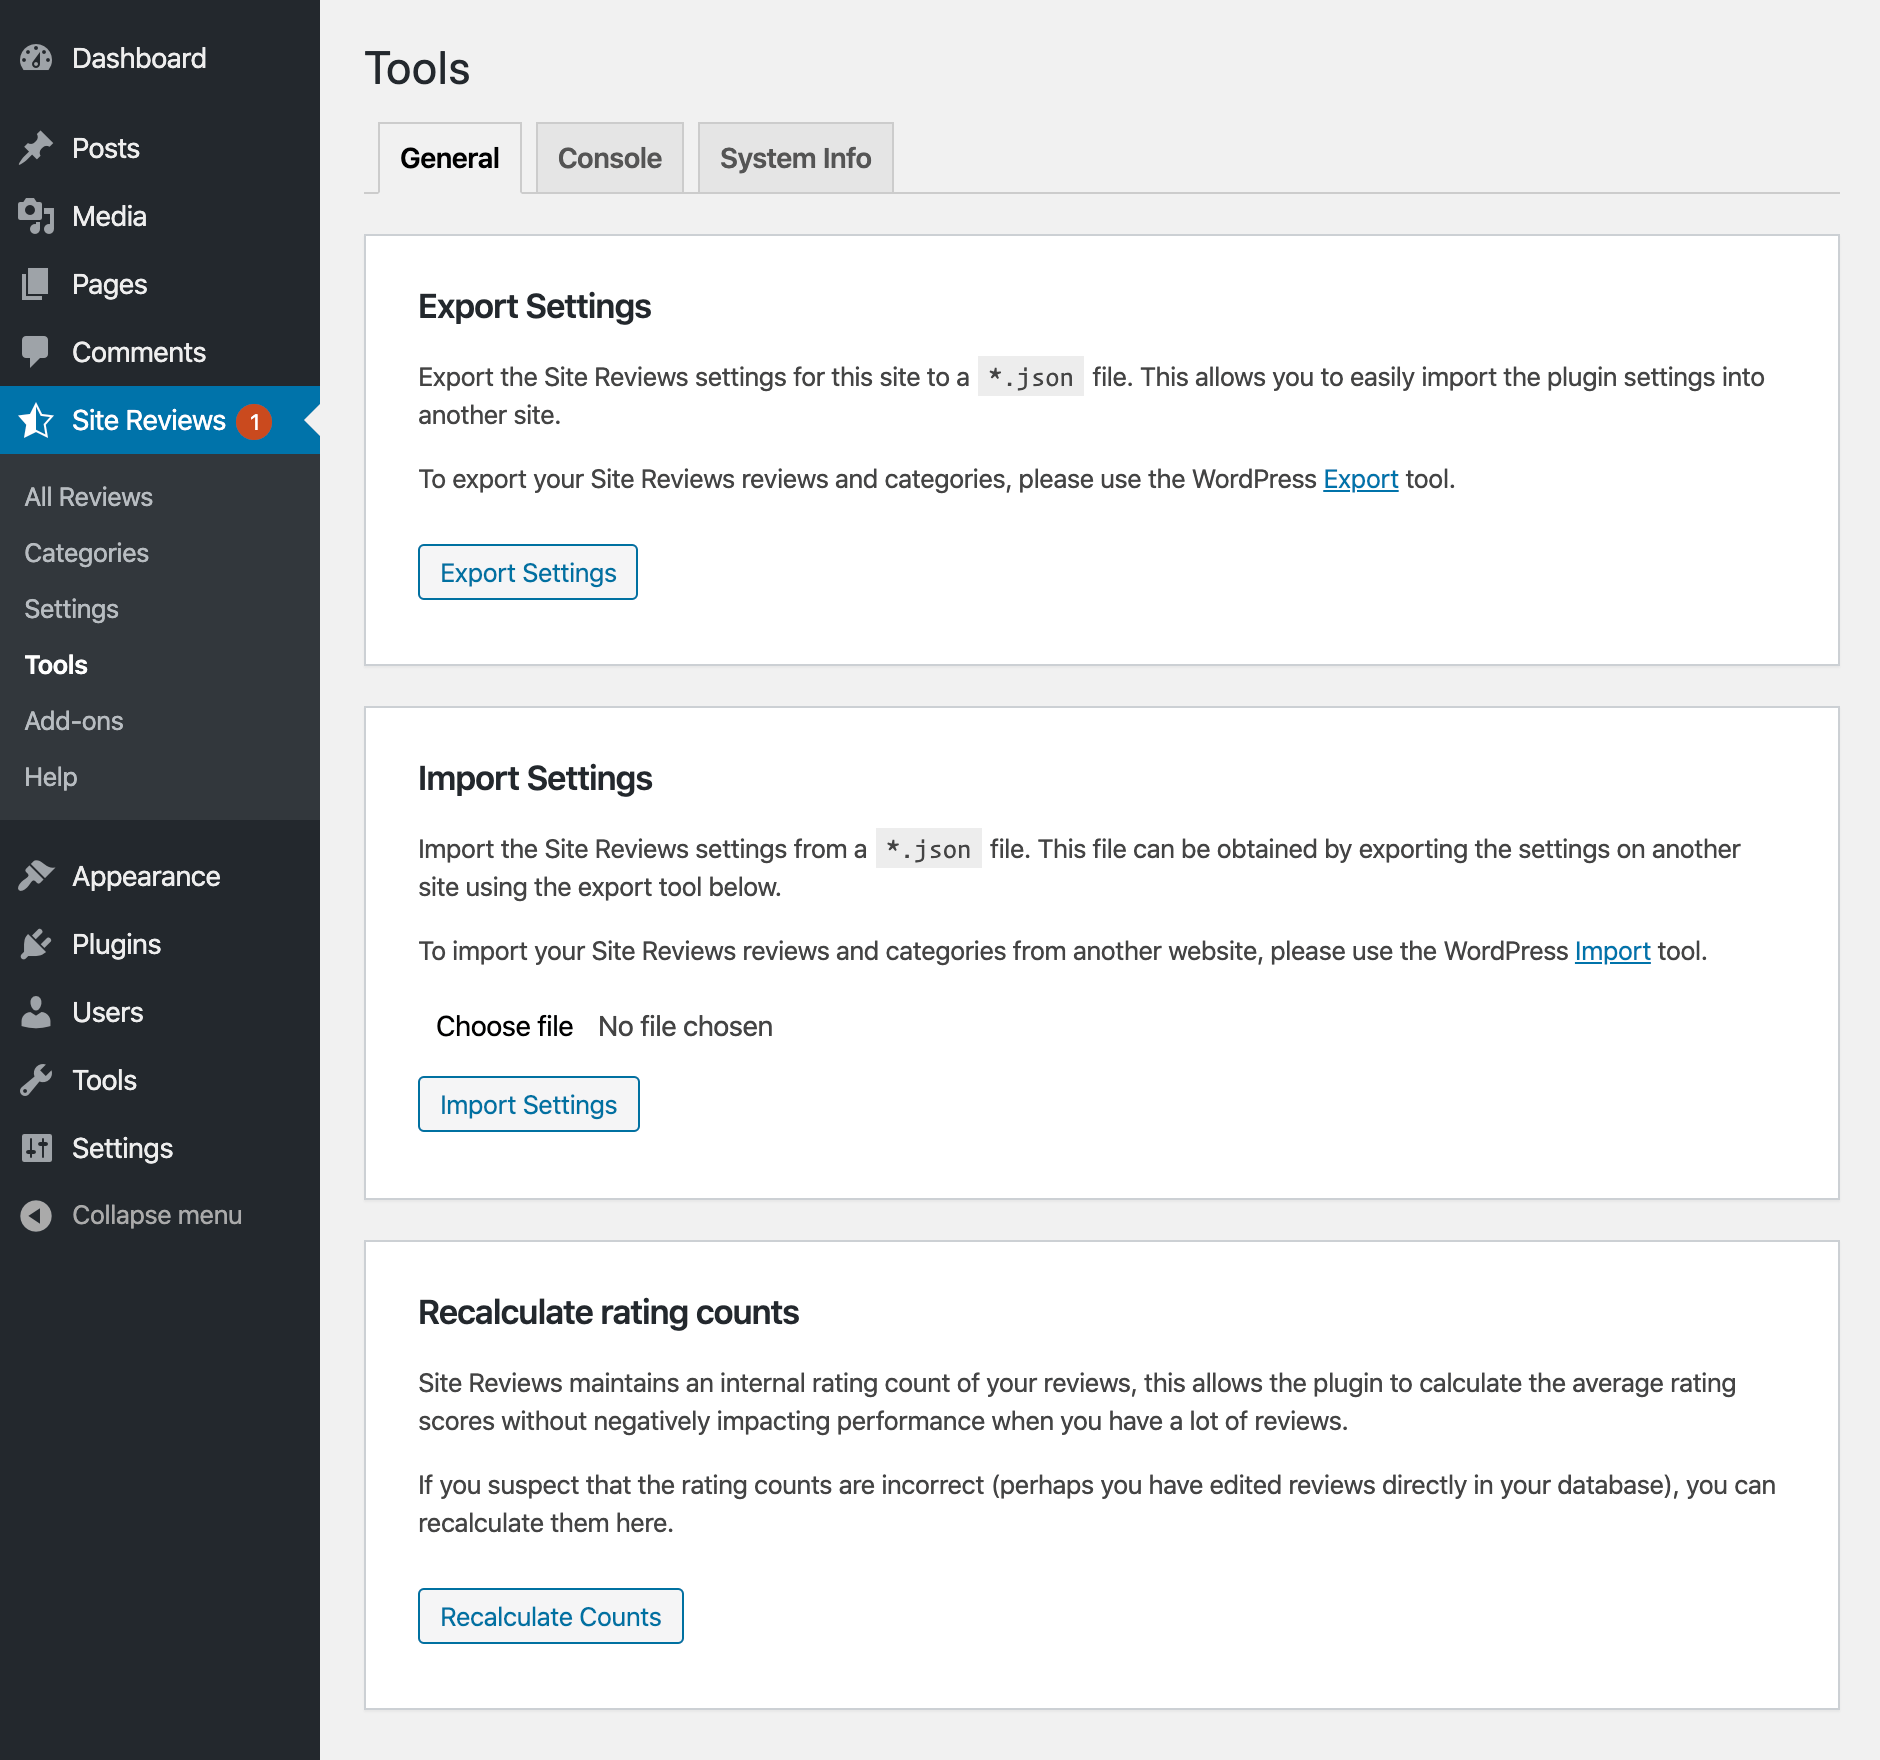 Dashboard
Posts
Media
Pages
Comments
Site Reviews 1
All Reviews
Categories
Settings
Tools
Add-ons
Help
Appearance
Plugins
Users
Tools
Settings
Collapse menu
Tools
General
Console
System Info
Export Settings
Export the Site Reviews settings for this site to a *.json file. This allows you to easily import the plugin settings into
another site.
To export your Site Reviews reviews and categories, please use the WordPress Export tool.
Export Settings
Import Settings
Import the Site Reviews settings from a *.json file. This file can be obtained by exporting the settings on another
site using the export tool below.
To import your Site Reviews reviews and categories from another website, please use the WordPress Import tool.
Choose file No file chosen
Import Settings
Recalculate rating counts
Site Reviews maintains an internal rating count of your reviews, this allows the plugin to calculate the average rating
scores without negatively impacting performance when you have a lot of reviews.
If you suspect that the rating counts are incorrect (perhaps you have edited reviews directly in your database), you can
recalculate them here.
Recalculate Counts